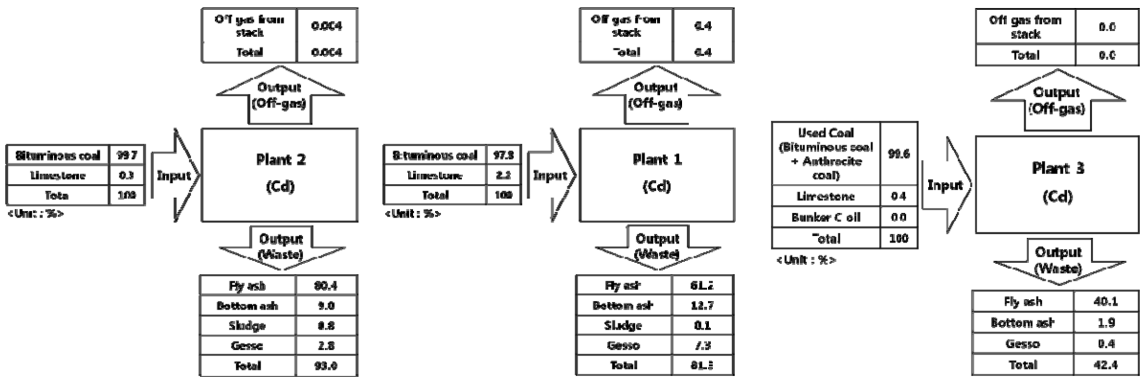 Off gas from stack 0.004
Total 0.004
Output
(Off-gas)
Bituminous coal 99.7
Limestone 0.3
Total 100
<Unit : %>
Input
Plant 2
(Cd)
Output
(Waste)
Fly ash 80.4
Bottom ash 9.0
Sludge 0.8
Gesso 2.8
Total 93.0
Off gas from stack 0.4
Total 0.4
Output
(Off-gas)
Bituminous coal 97.8
Limestone 2.2
Total 100
<Unit : %>
Input
Plant 1
(Cd)
Output
(Waste)
Fly ash 61.2
Bottom ash 12.7
Sludge 0.1
Gesso 7.3
Total
Off gas from stack 0.0
Total 0.0
Output
(Off-gas)
Used Coal
(Bituminous coal
+ Anthracite
coal) 99.6
Limestone 0.4
Bunker C oil 0.0
Total 100
<Unit : %>
Input
Plant 3
(Cd)
Output
(Waste)
Fly ash 40.1
Bottom ash 1.9
Gesso 0.4
Total 42.4